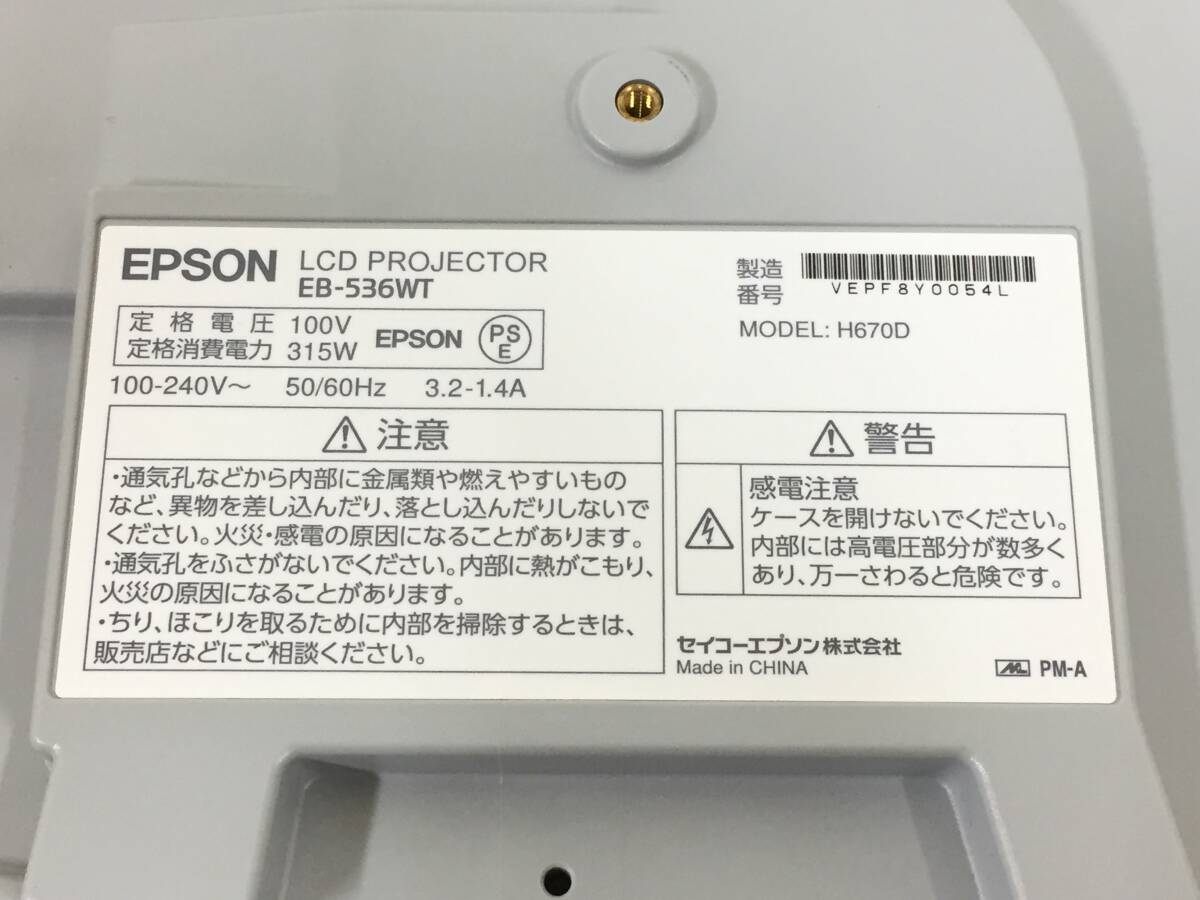 EPSON LCD PROJECTOR
EB-536WT
定格電圧 100V
定格消費電力 315W
EPSON
PS
E
100-240V～ 50/60Hz 3.2-1.4A
製造
番号
VEPF8Y0054L
MODEL: H670D
注意
・通気孔などから内部に金属類や燃えやすいもの
など、異物を差し込んだり、落とし込んだりしないで
ください。火災・感電の原因になることがあります。
・通気孔をふさがないでください。内部に熱がこもり、
火災の原因になることがあります。
・ちり、ほこりを取るために内部を掃除するときは、
販売店などにご相談ください。
警告
感電注意
ケースを開けないでください。
内部には高電圧部分が数多く
あり、万一さわると危険です。
セイコーエプソン株式会社
Made in CHINA
ML PM-A